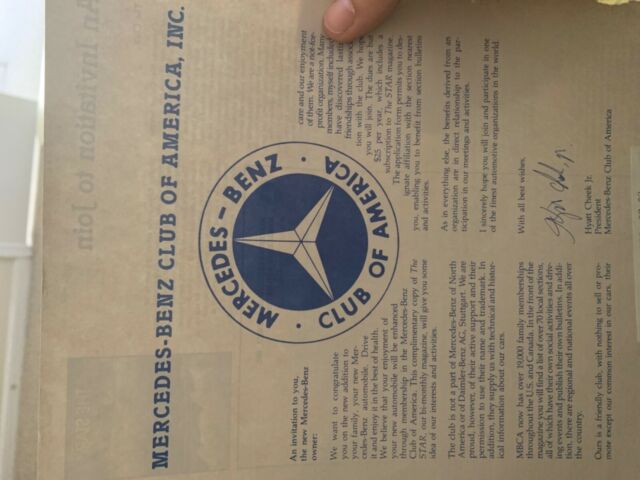 MERCEDES-BENZ CLUB OF AMERICA, INC.
MERCEDES-BENZ
CLUB OF AMERICA
An invitation to you,
the new Mercedes-Benz
owner:
We want to congratulate
you on the new addition to
your family, your new Mer-
cedes-Benz automobile. Drive
it and enjoy it in the best of health.
We believe that your enjoyment of
your new automobile will be enhanced
through membership in the Mercedes-Benz
Club of America. This complimentary copy of The
STAR, our bi-monthly magazine, will give you some
idea of our interests and activities.
The club is not a part of Mercedes-Benz of North
America or of Daimler-Benz AG, Stuttgart. We are
proud, however, of their active support and their
permission to use their name and trademark. In
addition, they supply us with technical and histor-
ical information about our cars.
MBCA now has over 19,000 family memberships
throughout the U.S. and Canada. In the front of the
magazine you will find a list of over 70 local sections,
all of which have their own social activities and driv-
ing events and publish their own bulletins. In addi-
tion, there are regional and national events all over
the country.
Ours is a friendly club, with nothing to sell or pro-
mote except our common interest in our cars, their
care and our enjoyment
of them. We are a not-for-
profit organization. Many
members, myself included
have discovered
friendships through
tion with the club. We hope
you will join. The dues are but
$25 per year, which includes a
subscription to The STAR magazine.
The application form permits you to des-
ignate affiliation with the section nearest
you, enabling you to benefit from section bulletins
and activities.
As in everything else, the benefits derived from an
organization are in direct relationship to the par-
ticipation in our meetings and activities.
I sincerely hope you will join and participate in one
of the finest automotive organizations in the world.
With all best wishes,
Hyatt Cheek Jr.
President
Mercedes-Benz Club of America
An Invitation to Join